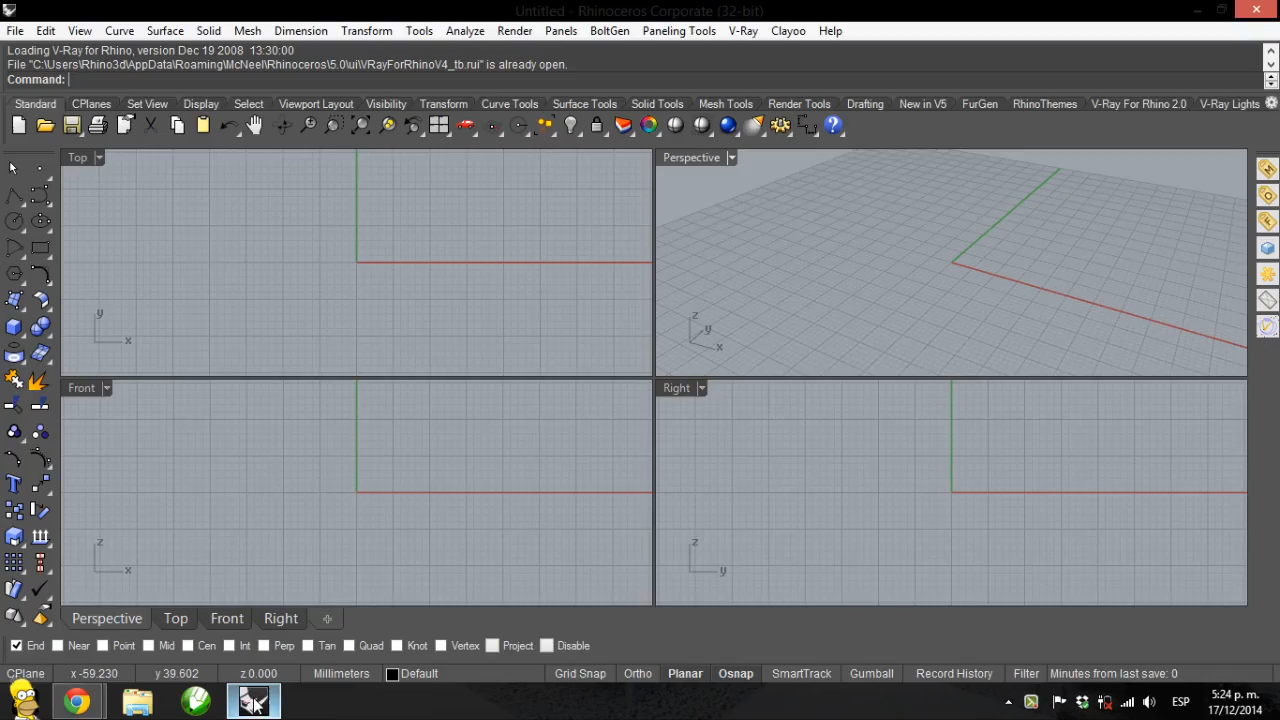 Untitled - Rhinoceros Corporate (32-bit)
File Edit View Curve Surface Solid Mesh Dimension Transform Tools Analyze Render Panels BoltGen Paneling Tools V-Ray Clayoo Help
Loading V-Ray for Rhino, version Dec 19 2008 13:30:00
File "C:\Users\Rhino3d\AppData\Roaming\McNeel\Rhinoceros\5.0\ui\VRayForRhinoV4_tb.rui" is already open.
Command:
Standard CPlanes Set View Display Select Viewport Layout Visibility Transform Curve Tools Surface Tools Solid Tools Mesh Tools Render Tools Drafting New in V5 FurGen RhinoThemes V-Ray For Rhino 2.0 V-Ray Lights
Top
Perspective
y
x
z
y
x
Front
Right
z
x
z
y
Perspective Top Front Right
End Near Point Mid Cen Int Perp Tan Quad Knot Vertex Project Disable
CPlane x -59.230 y 39.602 z 0.000 Millimeters Default Grid Snap Ortho Planar Osnap SmartTrack Gumball Record History Filter Minutes from last save: 0
ESP
5:24 p. m.
17/12/2014